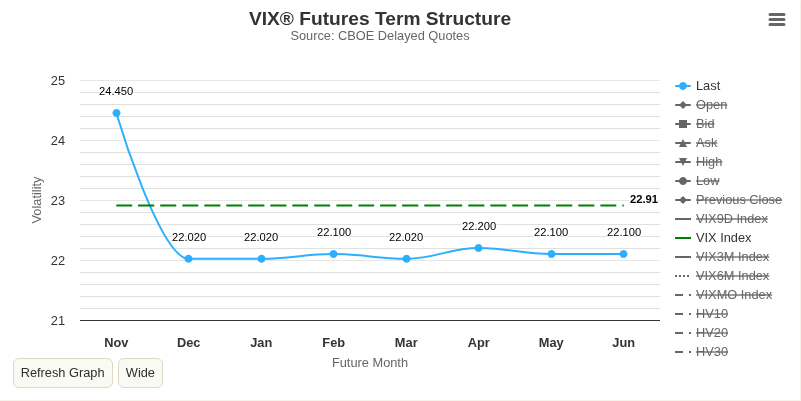 VIX® Futures Term Structure
Source: CBOE Delayed Quotes
Volatility
25
24
23
22
21
24.450
22.020
22.020
22.100
22.020
22.200
22.100
22.100
22.91
Nov Dec Jan Feb Mar Apr May Jun
Future Month
Last
Open
Bid
Ask
High
Low
Previous Close
VIX9D Index
VIX Index
VIX3M Index
VIX6M Index
VIXMO Index
HV10
HV20
HV30
Refresh Graph Wide